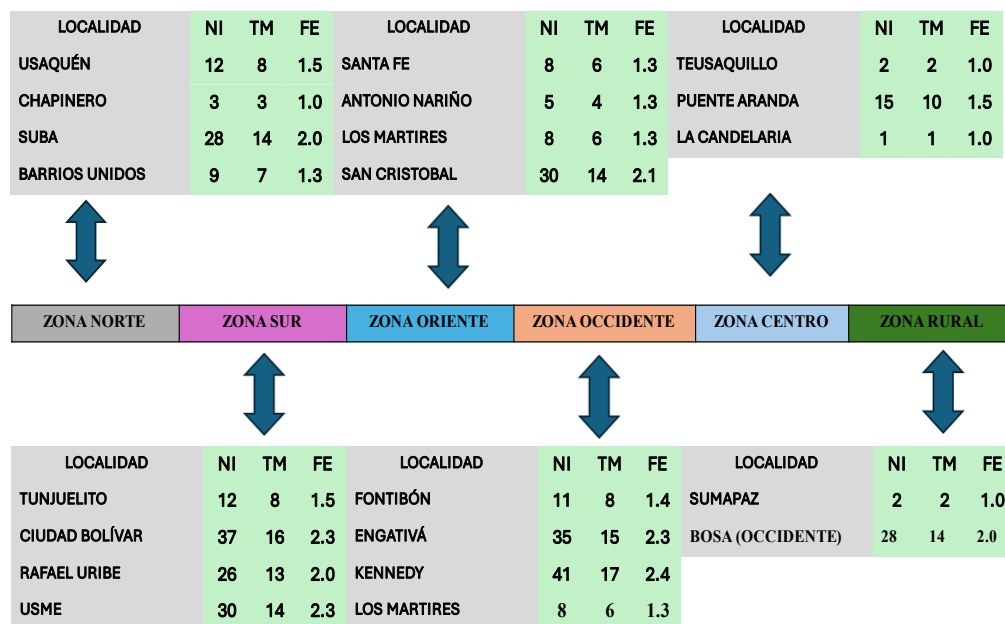 LOCALIDAD NI TM FE
USAQUÉN 12 8 1.5
CHAPINERO 3 3 1.0
SUBA 28 14 2.0
BARRIOS UNIDOS 9 7 1.3
LOCALIDAD NI TM FE
SANTA FE 8 6 1.3
ANTONIO NARIÑO 5 4 1.3
LOS MARTIRES 8 6 1.3
SAN CRISTOBAL 30 14 2.1
LOCALIDAD NI TM FE
TEUSAQUILLO 2 2 1.0
PUENTE ARANDA 15 10 1.5
LA CANDELARIA 1 1 1.0
ZONA NORTE ZONA SUR ZONA ORIENTE ZONA OCCIDENTE ZONA CENTRO ZONA RURAL
LOCALIDAD NI TM FE
TUNJUELITO 12 8 1.5
CIUDAD BOLÍVAR 37 16 2.3
RAFAEL URIBE 26 13 2.0
USME 30 14 2.3
LOCALIDAD NI TM FE
FONTIBÓN 11 8 1.4
ENGATIVÁ 35 15 2.3
KENNEDY 41 17 2.4
LOS MARTIRES 8 6 1.3
LOCALIDAD NI TM FE
SUMAPAZ 2 2 1.0
BOSA (OCCIDENTE) 28 14 2.0